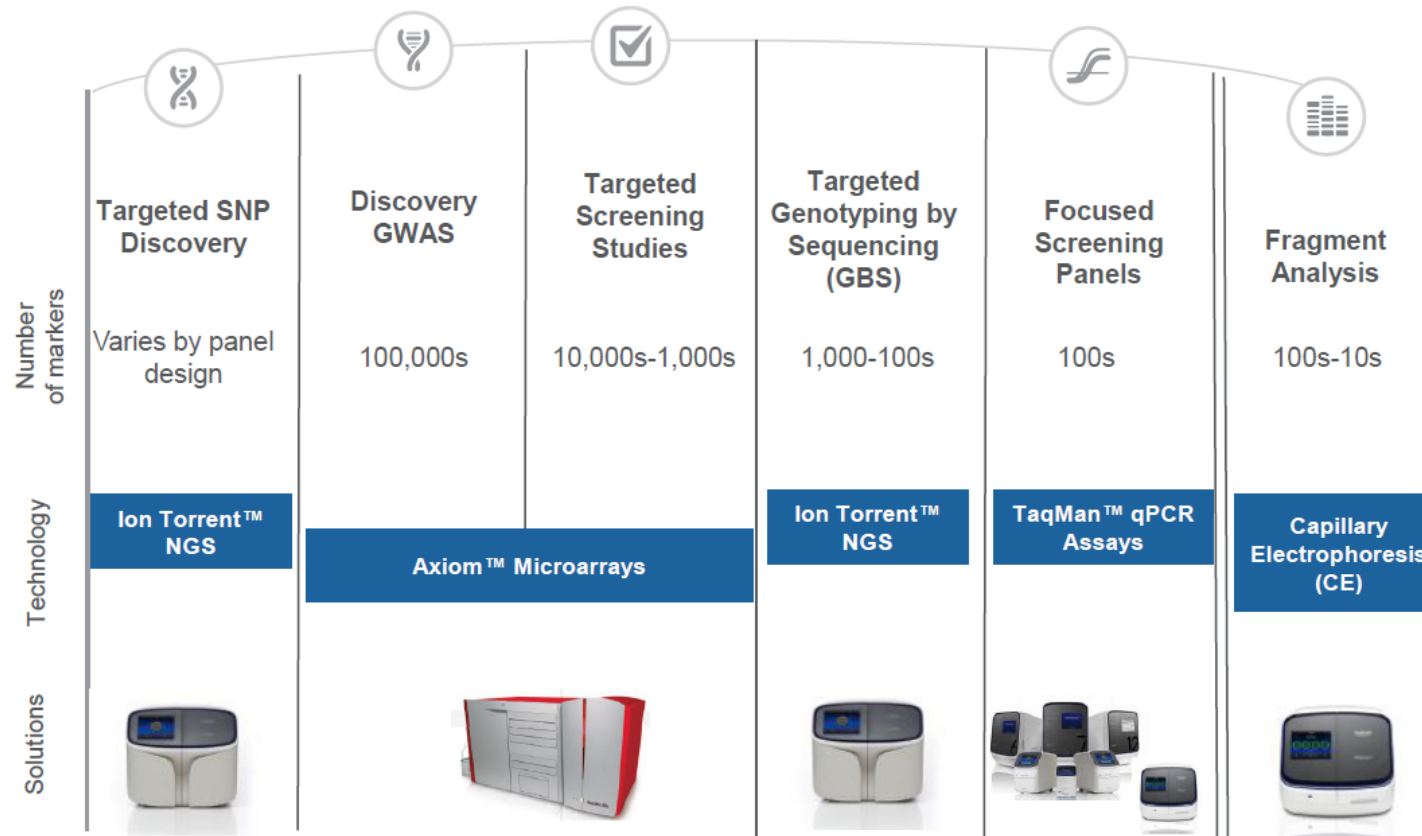 Targeted SNP
Discovery
Discovery
GWAS
Targeted
Screening
Studies
Targeted
Genotyping by
Sequencing
(GBS)
Focused
Screening
Panels
Fragment
Analysis
Number
of markers
Varies by panel
design
100,000s
10,000s-1,000s
1,000-100s
100s
100s-10s
Technology
Ion Torrent™
NGS
Axiom™ Microarrays
Ion Torrent™
NGS
TaqMan™ qPCR
Assays
Capillary
Electrophoresis
(CE)
Solutions